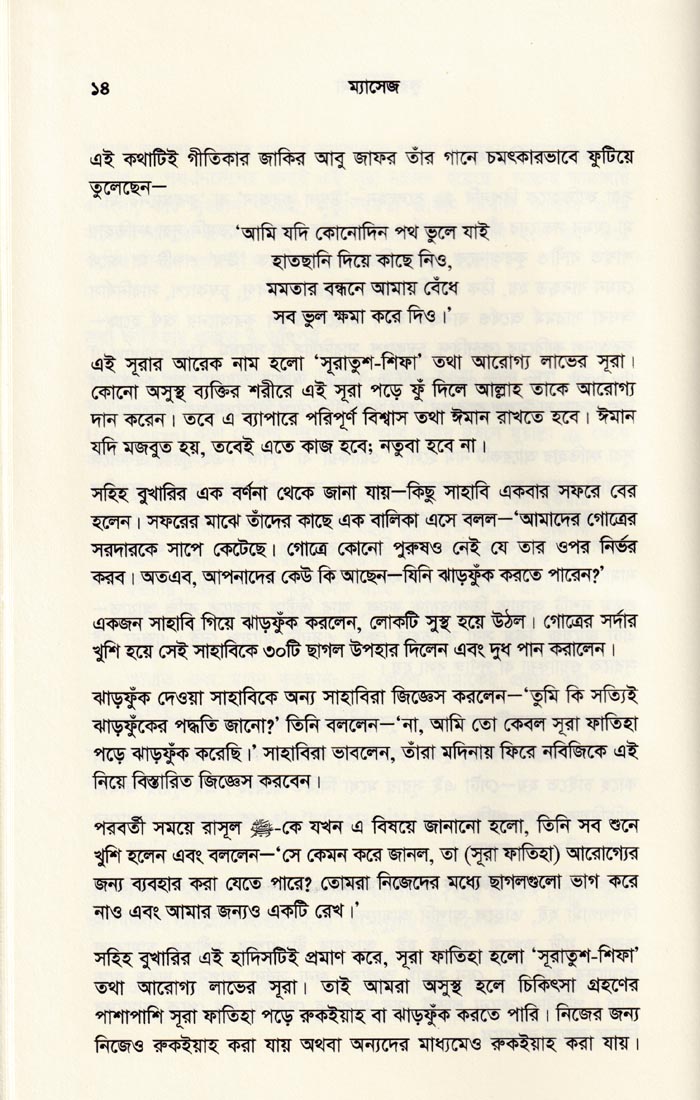 ১৪ ম্যাসেজ
এই কথাটিই গীতিকার জাকির আবু জাফর তাঁর গানে চমৎকারভাবে ফুটিয়ে
তুলেছেন—
‘আমি যদি কোনোদিন পথ ভুলে যাই
হাতছানি দিয়ে কাছে নিও,
মমতার বন্ধনে আমায় বেঁধে
সব ভুল ক্ষমা করে দিও।’
এই সূরার আরেক নাম হলো ‘সূরাতুশ-শিফা’ তথা আরোগ্য লাভের সূরা।
কোনো অসুস্থ ব্যক্তির শরীরে এই সূরা পড়ে ফুঁ দিলে আল্লাহ তাকে আরোগ্য
দান করেন। তবে এ ব্যাপারে পরিপূর্ণ বিশ্বাস তথা ঈমান রাখতে হবে। ঈমান
যদি মজবুত হয়, তবেই এতে কাজ হবে; নতুবা হবে না।
সহিহ বুখারির এক বর্ণনা থেকে জানা যায়—কিছু সাহাবি একবার সফরে বের
হলেন। সফরের মাঝে তাঁদের কাছে এক বালিকা এসে বলল—‘আমাদের গোত্রের
সরদারকে সাপে কেটেছে। গোত্রে কোনো পুরুষও নেই যে তার ওপর নির্ভর
করব। অতএব, আপনাদের কেউ কি আছেন—যিনি ঝাড়ফুঁক করতে পারেন?’
একজন সাহাবি গিয়ে ঝাড়ফুঁক করলেন, লোকটি সুস্থ হয়ে উঠল। গোত্রের সর্দার
খুশি হয়ে সেই সাহাবিকে ৩০টি ছাগল উপহার দিলেন এবং দুধ পান করালেন।
ঝাড়ফুঁক দেওয়া সাহাবিকে অন্য সাহাবিরা জিজ্ঞেস করলেন—‘তুমি কি সত্যিই
ঝাড়ফুঁকের পদ্ধতি জানো?’ তিনি বললেন—‘না, আমি তো কেবল সূরা ফাতিহা
পড়ে ঝাড়ফুঁক করেছি।’ সাহাবিরা ভাবলেন, তাঁরা মদিনায় ফিরে নবিজিকে এই
নিয়ে বিস্তারিত জিজ্ঞেস করবেন।
পরবর্তী সময়ে রাসূল ﷺ-কে যখন এ বিষয়ে জানানো হলো, তিনি সব শুনে
খুশি হলেন এবং বললেন—‘সে কেমন করে জানল, তা (সূরা ফাতিহা) আরোগ্যের
জন্য ব্যবহার করা যেতে পারে? তোমরা নিজেদের মধ্যে ছাগলগুলো ভাগ করে
নাও এবং আমার জন্যও একটি রেখ।’
সহিহ বুখারির এই হাদিসটিই প্রমাণ করে, সূরা ফাতিহা হলো ‘সূরাতুশ-শিফা’
তথা আরোগ্য লাভের সূরা। তাই আমরা অসুস্থ হলে চিকিৎসা গ্রহণের
পাশাপাশি সূরা ফাতিহা পড়ে রুকইয়াহ বা ঝাড়ফুঁক করতে পারি। নিজের জন্য
নিজেও রুকইয়াহ করা যায় অথবা অন্যদের মাধ্যমেও রুকইয়াহ করা যায়।